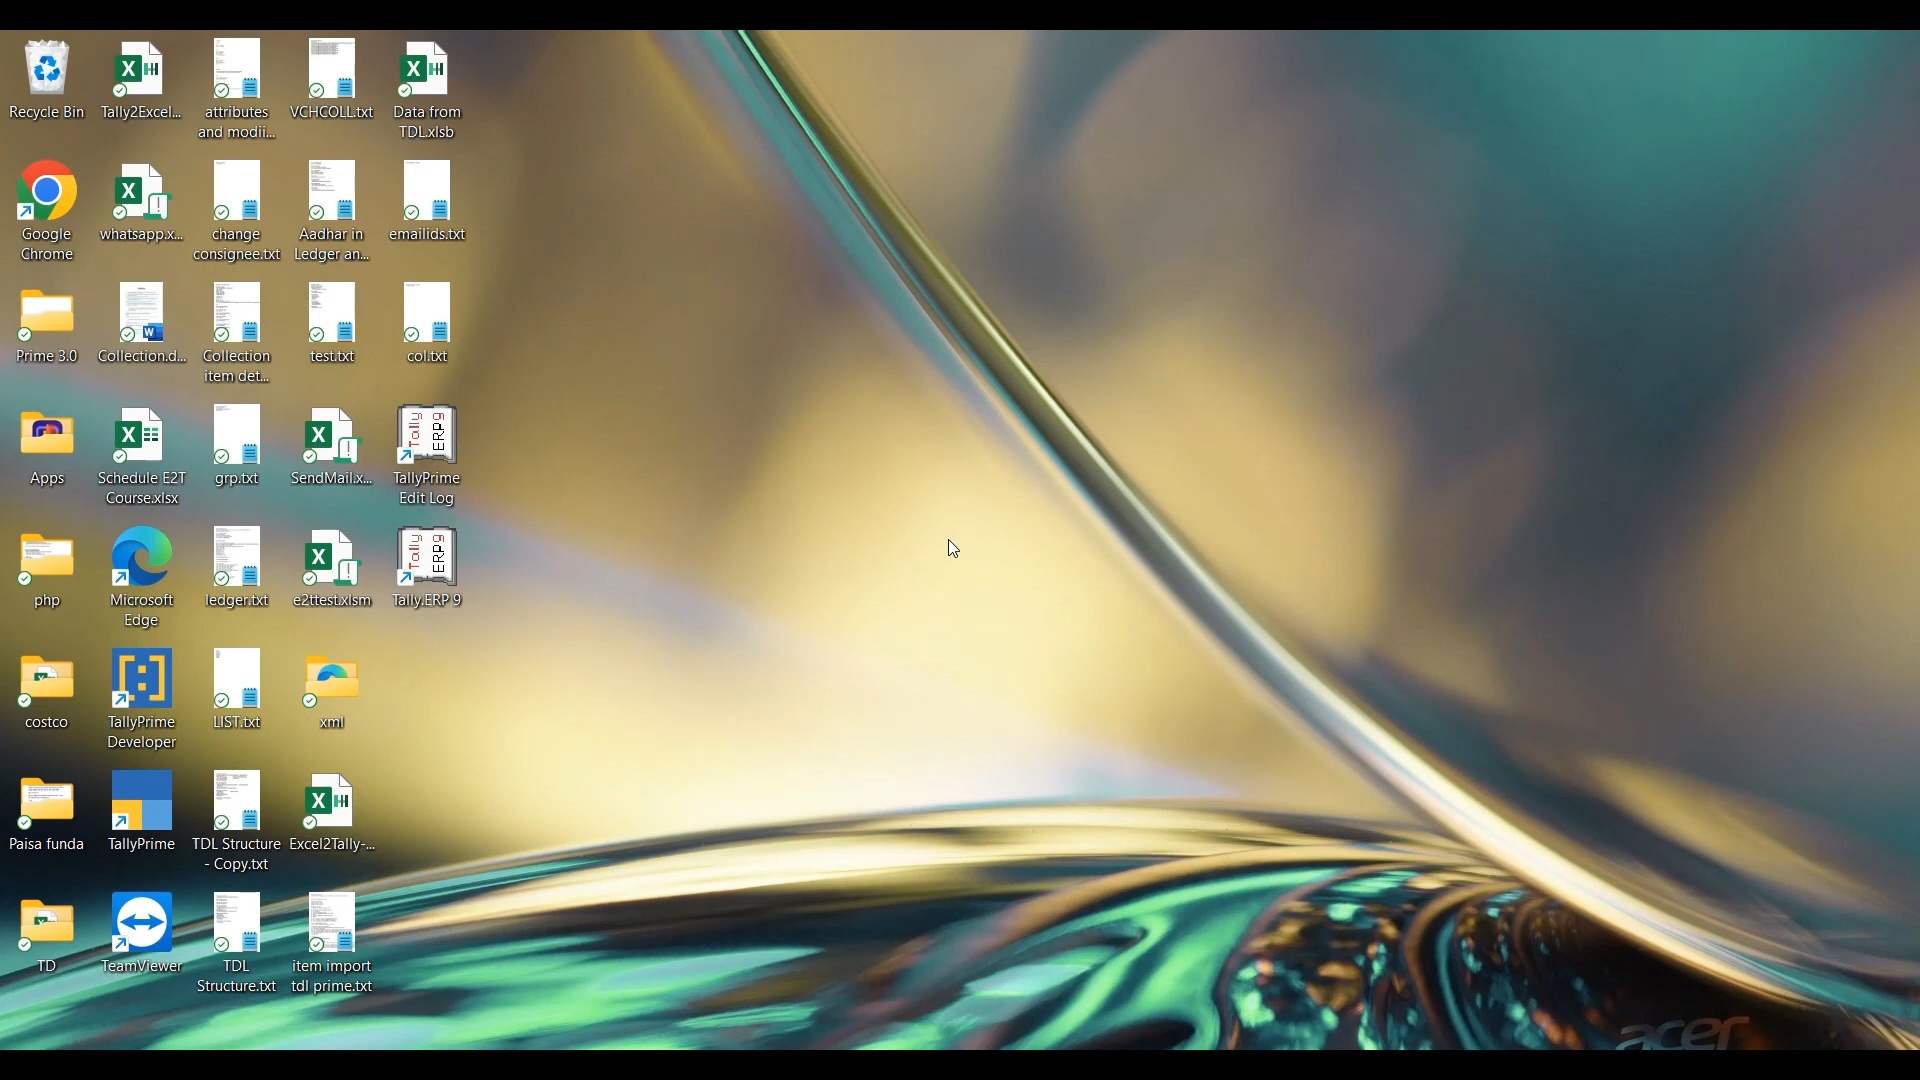 Recycle Bin
Tally2Excel...
attributes
and modii...
VCHCOLL.txt
Data from
TDL.xlsb
Google
Chrome
whatsapp.x...
change
consignee.txt
Aadhar in
Ledger an...
emailids.txt
Prime 3.0
Collection.d...
Collection
item det...
test.txt
col.txt
Apps
Schedule E2T
Course.xlsx
grp.txt
SendMail.x...
Tally
ERP9
TallyPrime
Edit Log
php
Microsoft
Edge
ledger.txt
e2ttest.xlsm
Tally
ERP9
Tally.ERP 9
costco
TallyPrime
Developer
LIST.txt
xml
Paisa funda
TallyPrime
TDL Structure
- Copy.txt
Excel2Tally-...
TD
TeamViewer
TDL
Structure.txt
item import
tdl prime.txt
acer